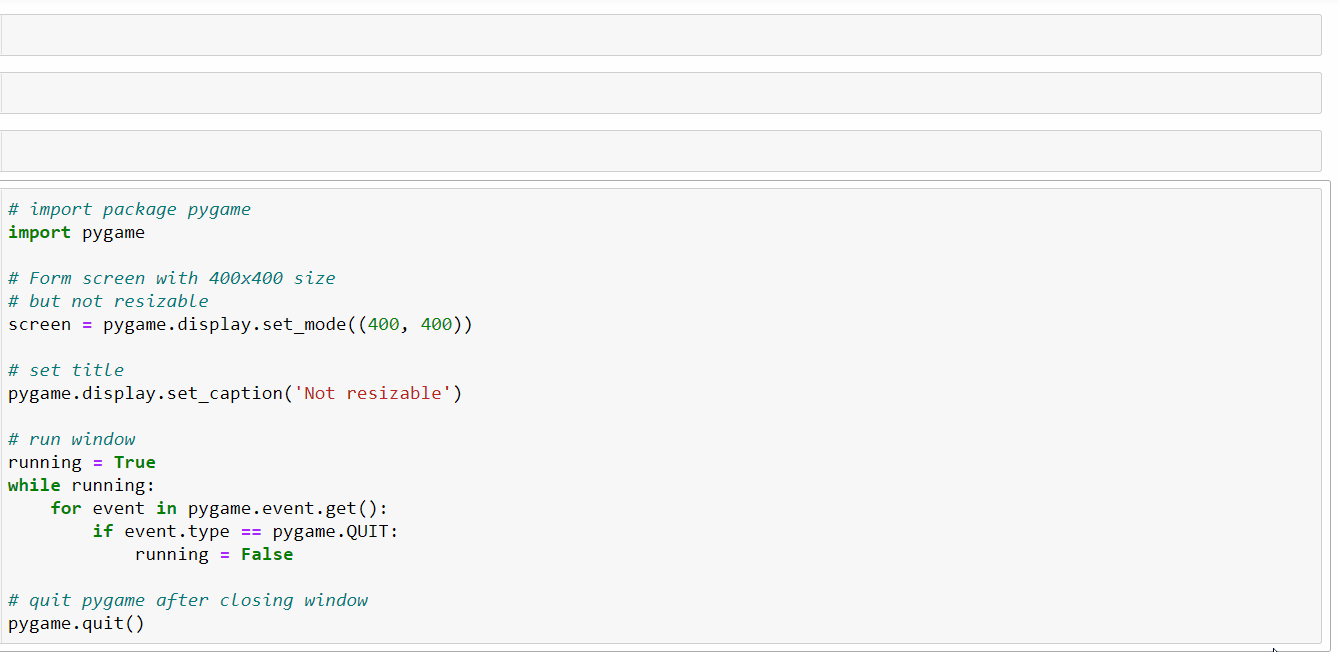 # import package pygame
import pygame
# Form screen with 400x400 size
# but not resizable
screen = pygame.display.set_mode((400, 400))
# set title
pygame.display.set_caption('Not resizable')
# run window
running = True
while running:
    for event in pygame.event.get():
        if event.type == pygame.QUIT:
            running = False
# quit pygame after closing window
pygame.quit()